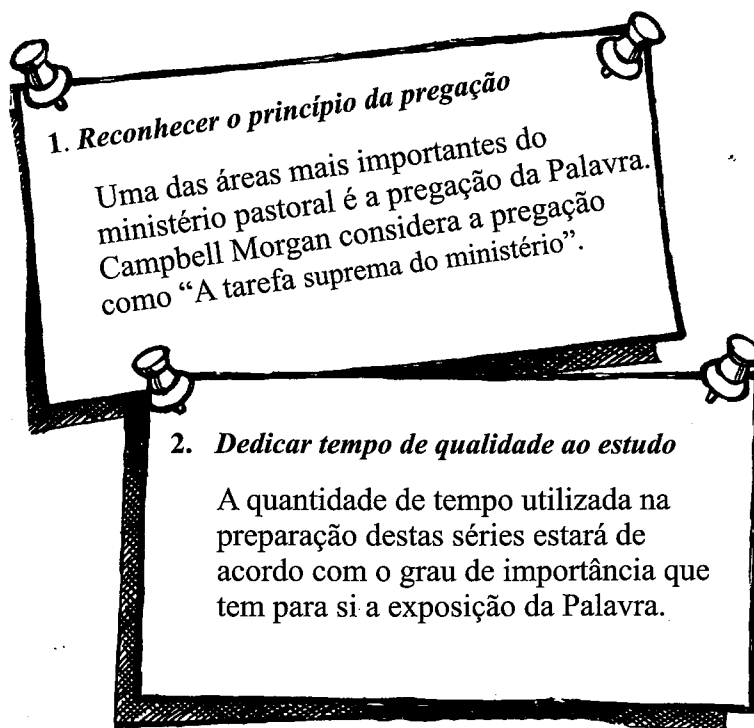 1. Reconhecer o princípio da pregação
Uma das áreas mais importantes do
ministério pastoral é a pregação da Palavra.
Campbell Morgan considera a pregação
como “A tarefa suprema do ministério”.
2. Dedicar tempo de qualidade ao estudo
A quantidade de tempo utilizada na
preparação destas séries estará de
acordo com o grau de importância que
tem para si a exposição da Palavra.